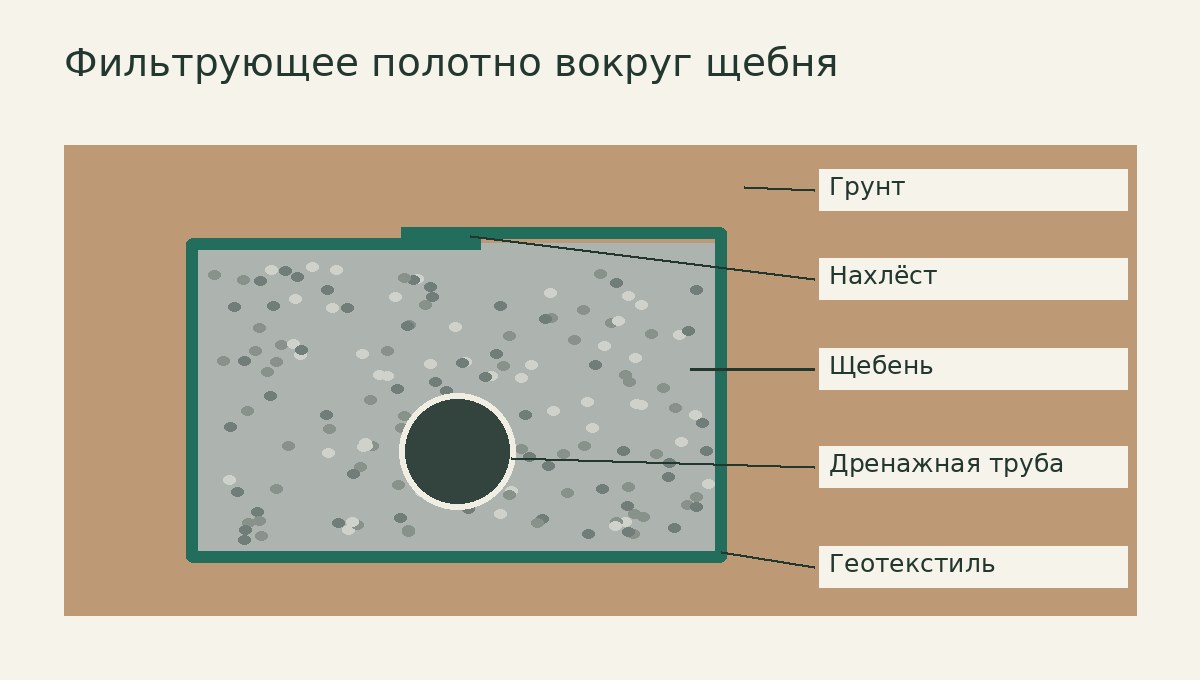 Фильтрующее полотно вокруг щебня
Грунт
Нахлёст
Щебень
Дренажная труба
Геотекстиль